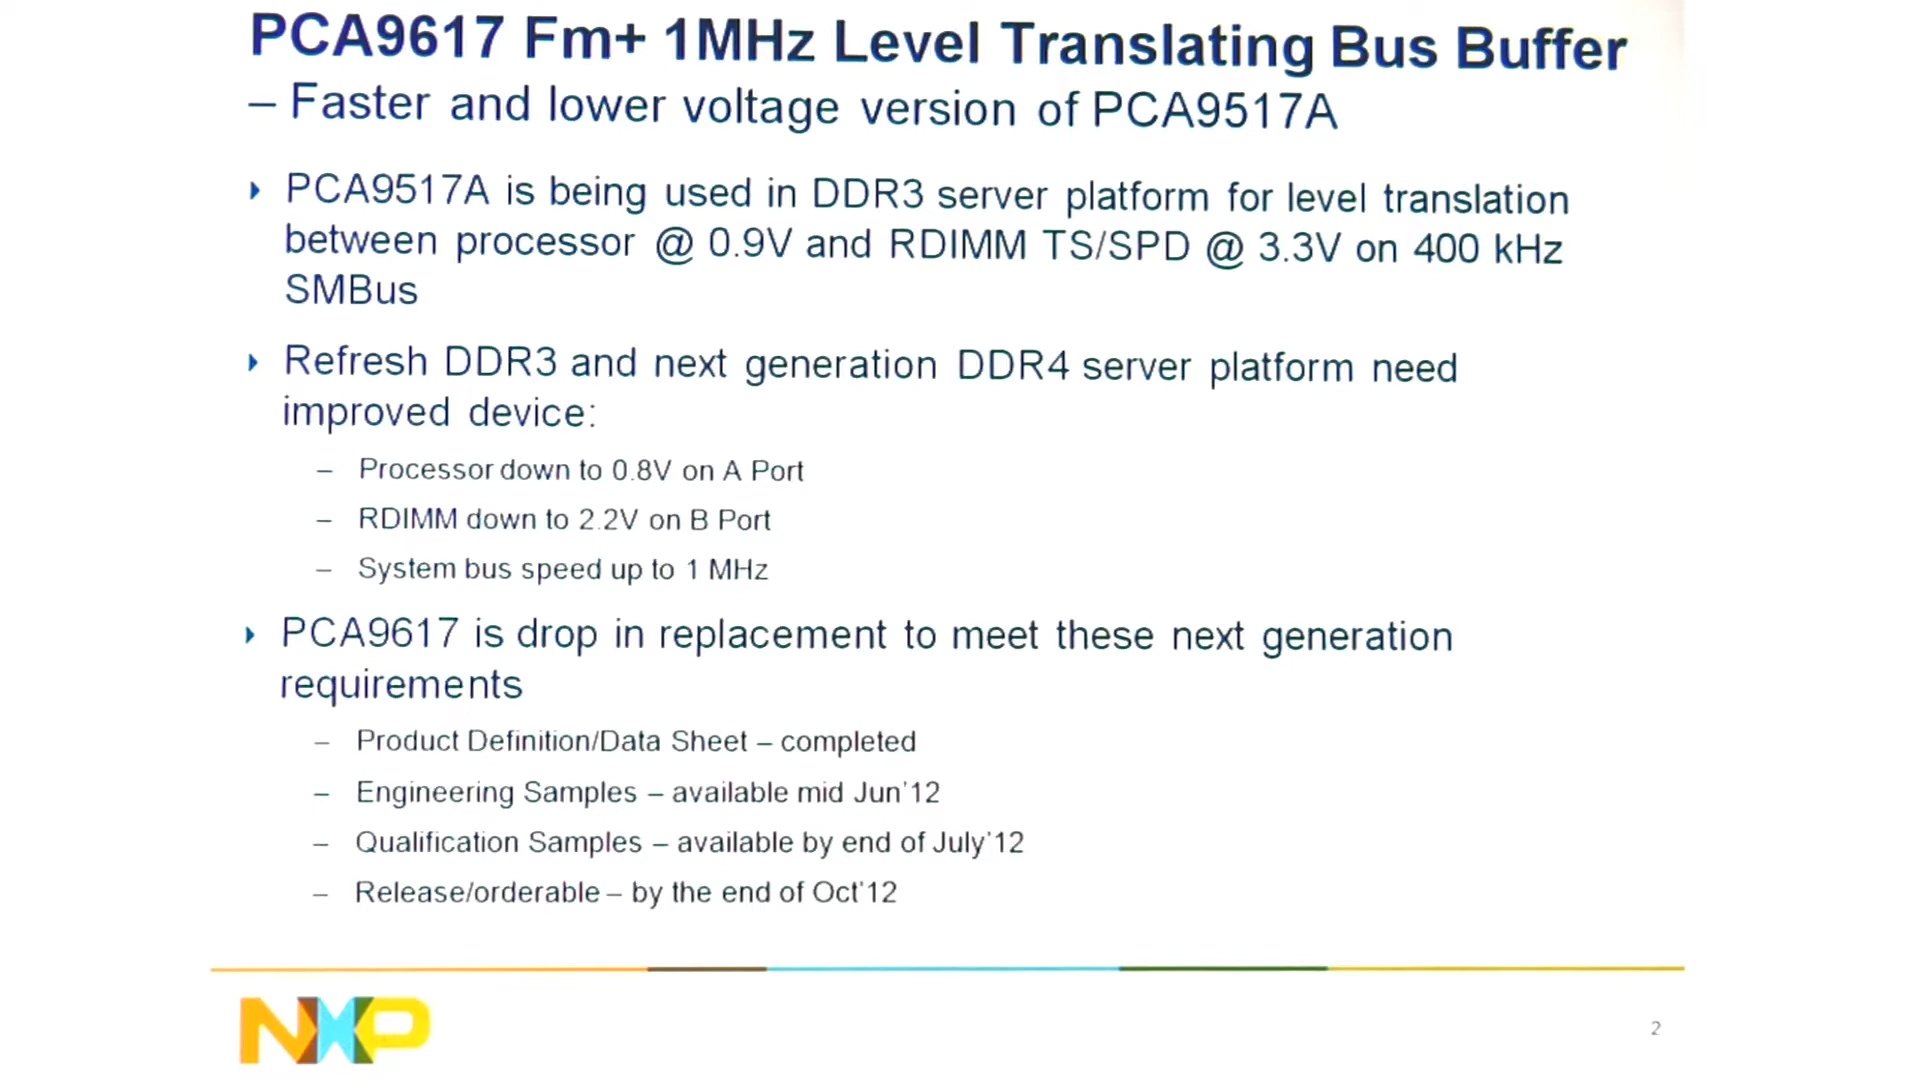 PCA9617 Fm+ 1MHz Level Translating Bus Buffer
– Faster and lower voltage version of PCA9517A
PCA9517A is being used in DDR3 server platform for level translation
between processor @ 0.9V and RDIMM TS/SPD @ 3.3V on 400 kHz
SMBus
Refresh DDR3 and next generation DDR4 server platform need
improved device:
– Processor down to 0.8V on A Port
– RDIMM down to 2.2V on B Port
– System bus speed up to 1 MHz
PCA9617 is drop in replacement to meet these next generation
requirements
– Product Definition/Data Sheet – completed
– Engineering Samples – available mid Jun'12
– Qualification Samples – available by end of July'12
– Release/orderable – by the end of Oct'12
NXP
2